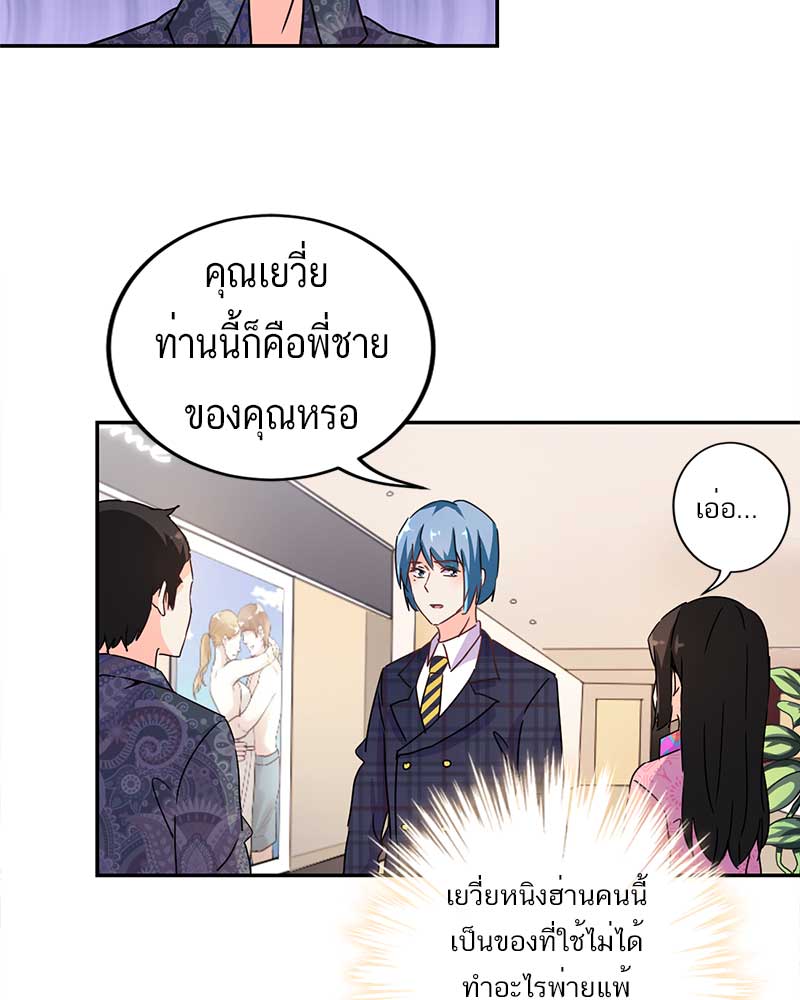 คุณเยวี่ย
ท่านนี้ก็คือพี่ชาย
ของคุณหรอ
เอ่อ...
เยวี่ยหนิงฮ่านคนนี้
เป็นของที่ใช้ไม่ได้
ทำอะไรพ่ายแพ้